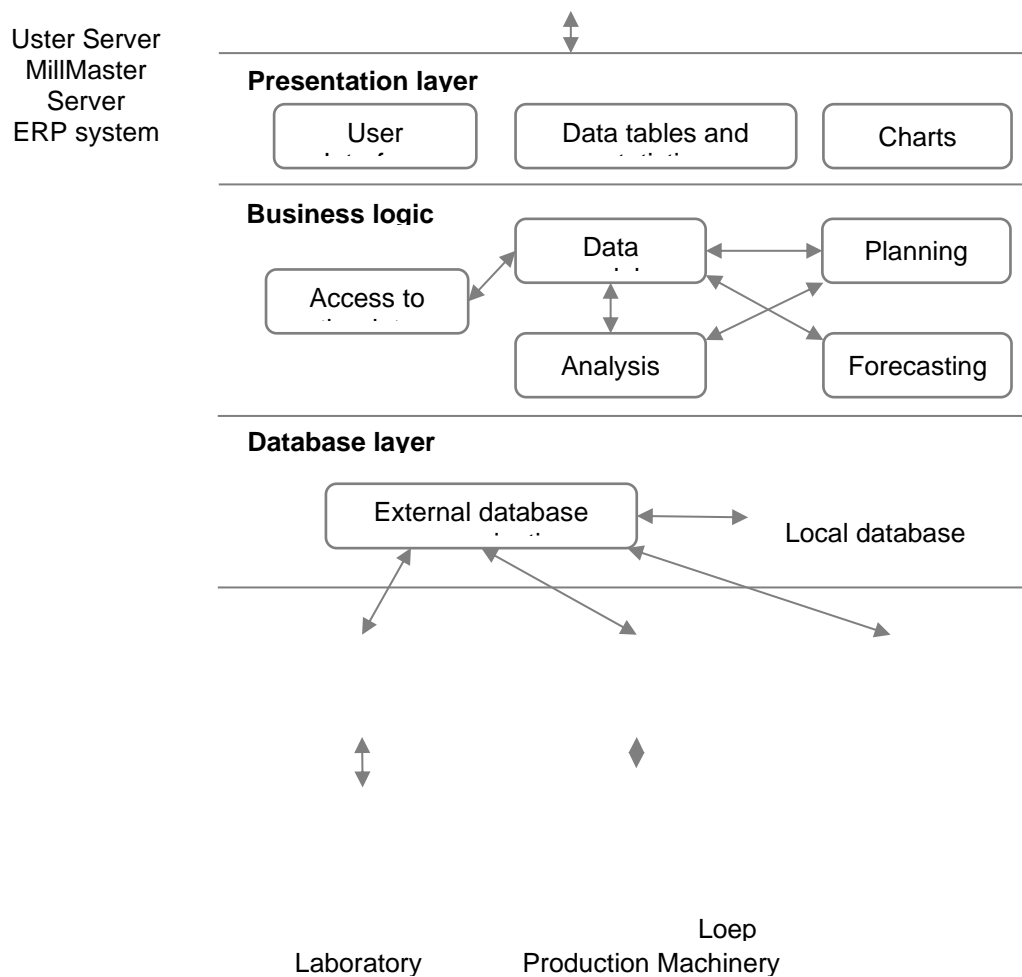 Uster Server
MillMaster
Server
ERP system
Presentation layer
User
Data tables and
Charts
Business logic
Data
Planning
Access to
Analysis
Forecasting
Database layer
External database
Local database
Loep
Laboratory
Production Machinery